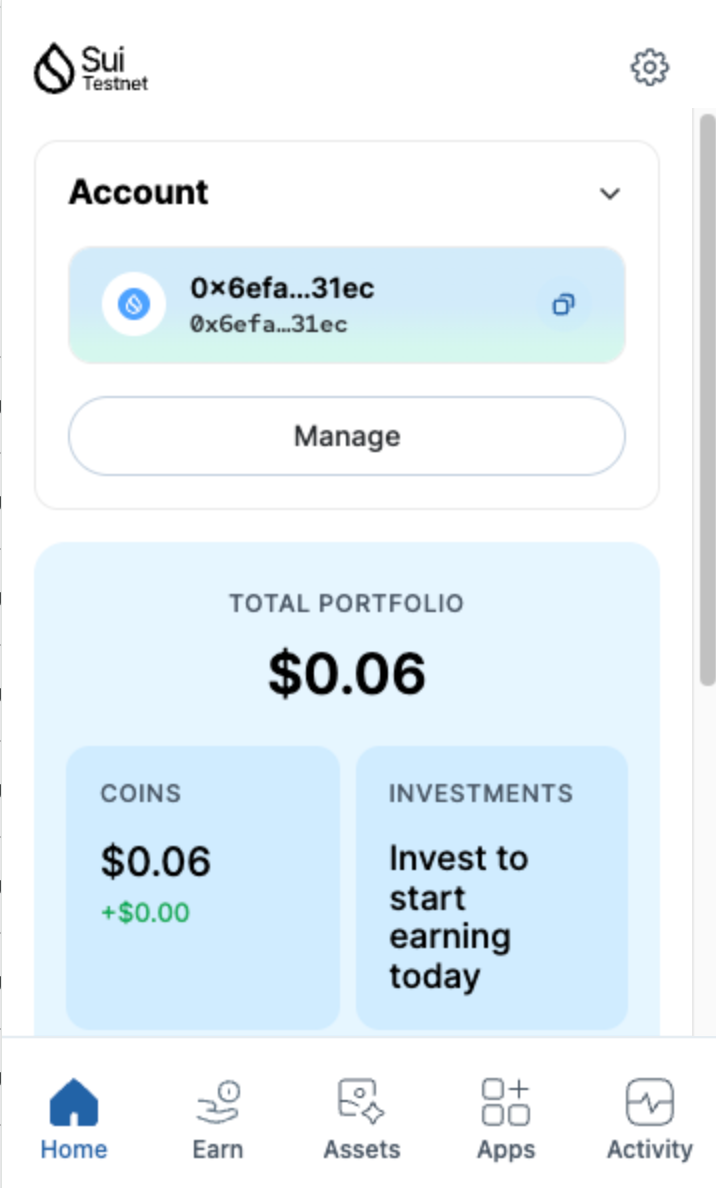 Sui
Testnet
Account
0×6efa...31ec
0x6efa…31ec
Manage
TOTAL PORTFOLIO
$0.06
COINS
$0.06
+$0.00
INVESTMENTS
Invest to
start
earning
today
Home
Earn
Assets
Apps
Activity